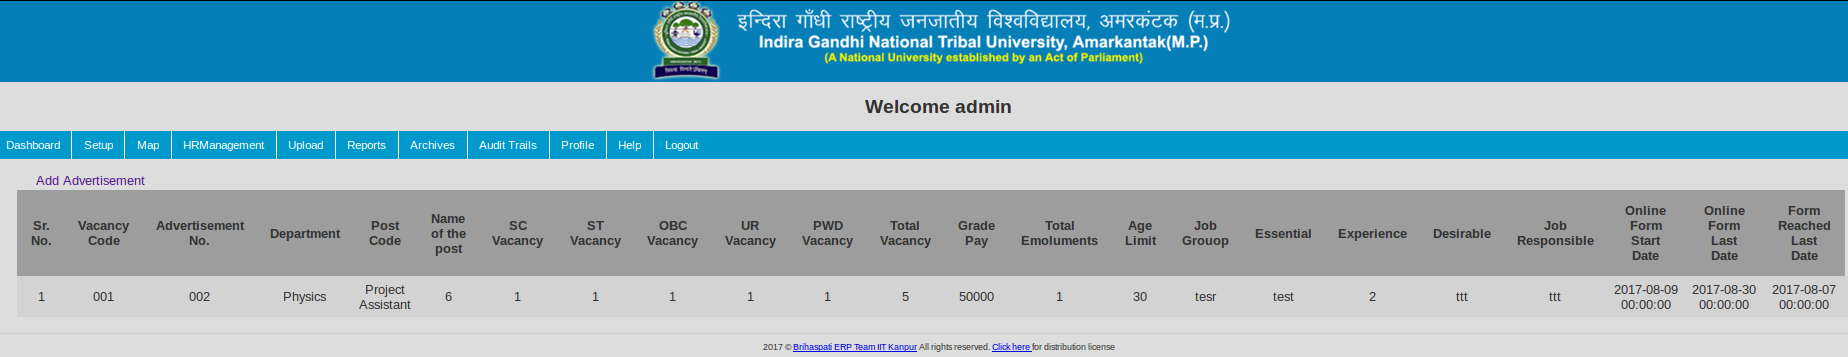 इन्दिरा गाँधी राष्ट्रीय जनजातीय विश्वविद्यालय, अमरकंटक (म.प्र.)
Indira Gandhi National Tribal University, Amarkantak(M.P.)
(A National University established by an Act of Parliament)
Welcome admin
Dashboard Setup Map HRManagement Upload Reports Archives Audit Trails Profile Help Logout
Add Advertisement
Sr. No. Vacancy Code Advertisement No. Department Post Code Name of the post SC Vacancy ST Vacancy OBC Vacancy UR Vacancy PWD Vacancy Total Vacancy Grade Pay Total Emoluments Age Limit Job Grouop Essential Experience Desirable Job Responsible Online Form Start Date Online Form Last Date Form Reached Last Date
1 001 002 Physics Project Assistant 6 1 1 1 1 1 5 50000 1 30 tesr test 2 ttt ttt 2017-08-09 00:00:00 2017-08-30 00:00:00 2017-08-07 00:00:00
2017 © Brihaspati ERP Team IIT Kanpur All rights reserved. Click here for distribution license